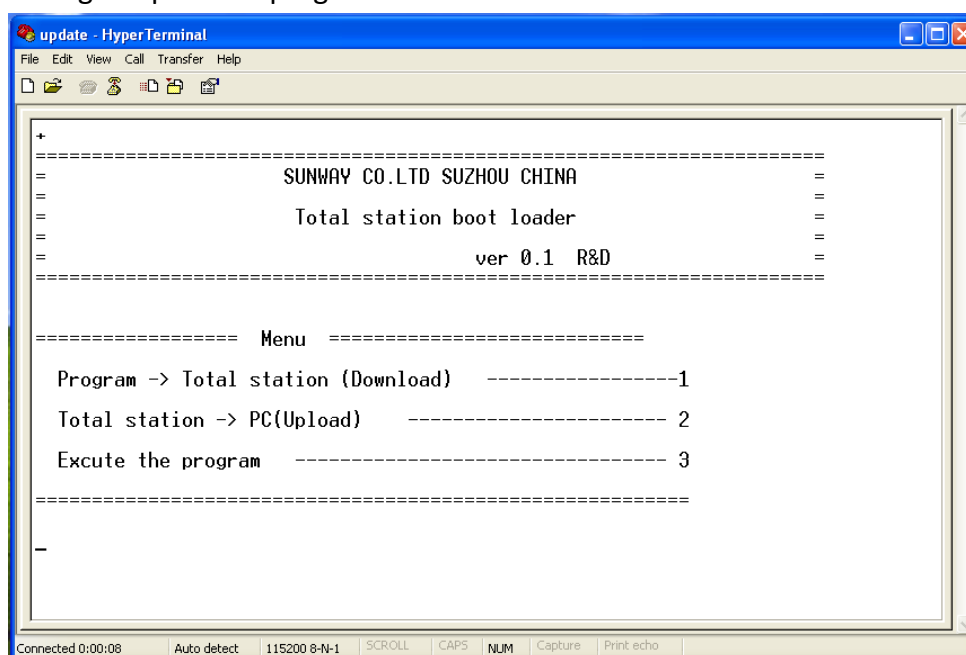 update - HyperTerminal
File Edit View Call Transfer Help
+
======================================================================
= SUNWAY CO.LTD SUZHOU CHINA =
= =
= Total station boot loader =
= =
= ver 0.1 R&D =
======================================================================
================== Menu ============================
Program -> Total station (Download) -----------------1
Total station -> PC(Upload) ----------------------- 2
Excute the program --------------------------------- 3
==========================================================
_
Connected 0:00:08 Auto detect 115200 8-N-1 SCROLL CAPS NUM Capture Print echo